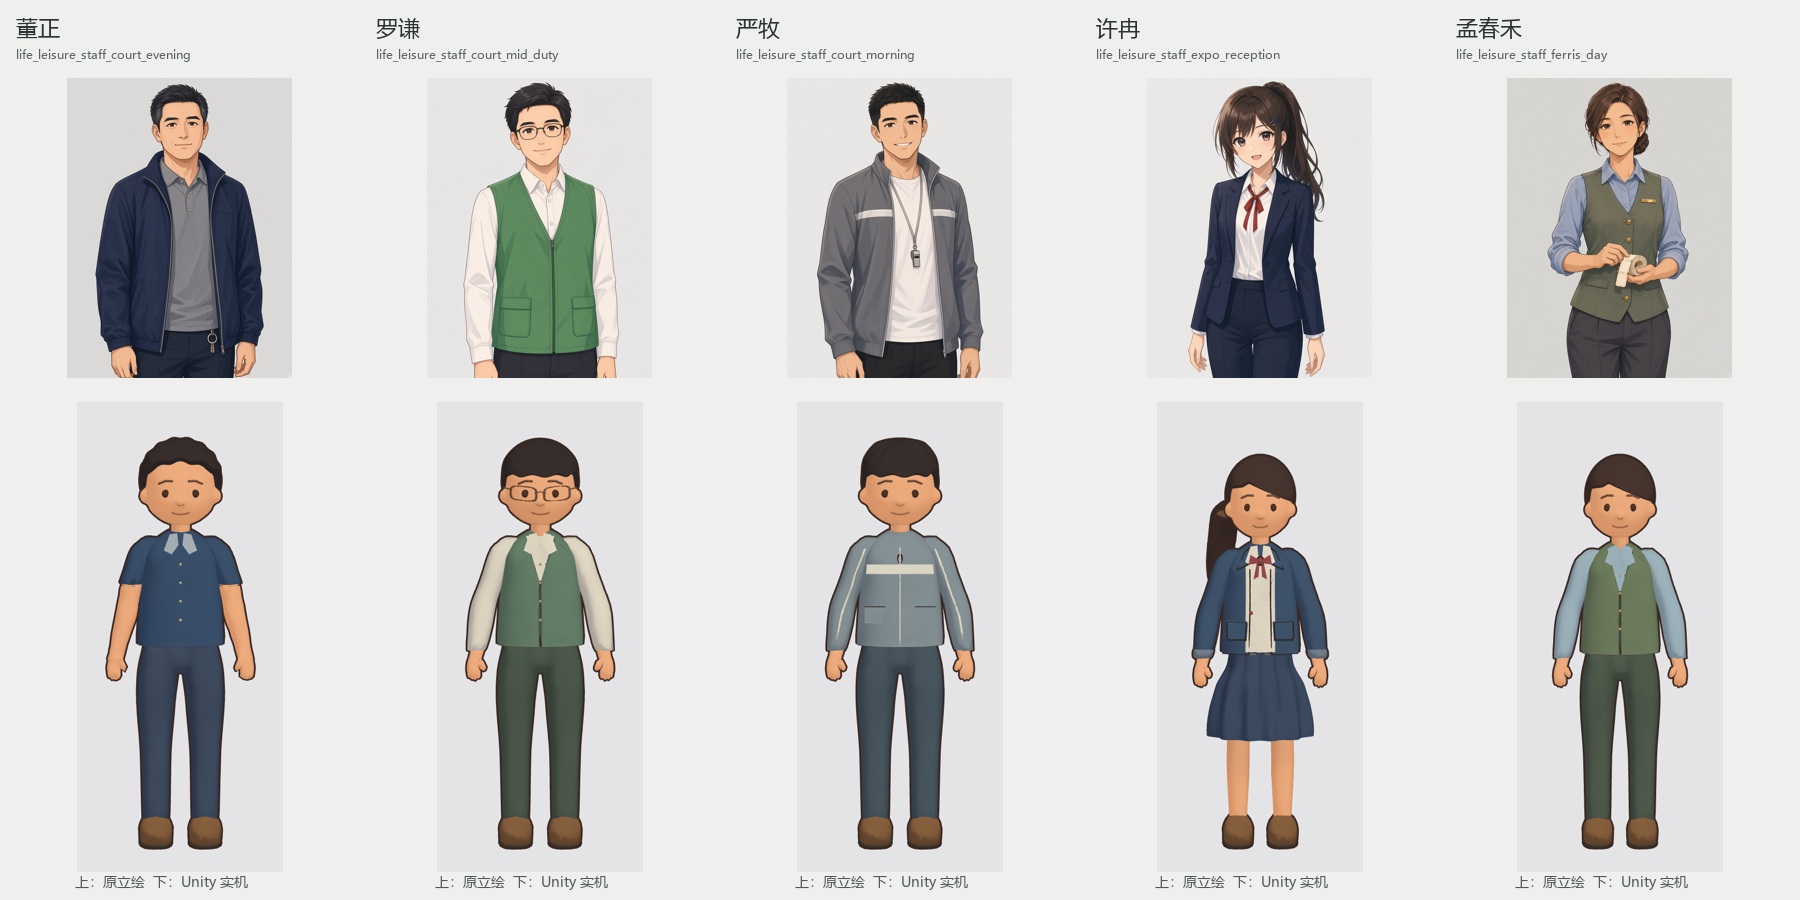 董正
life_leisure_staff_court_evening
上：原立绘 下：Unity 实机
罗谦
life_leisure_staff_court_mid_duty
上：原立绘 下：Unity 实机
严牧
life_leisure_staff_court_morning
上：原立绘 下：Unity 实机
许冉
life_leisure_staff_expo_reception
上：原立绘 下：Unity 实机
孟春禾
life_leisure_staff_ferris_day
上：原立绘 下：Unity 实机